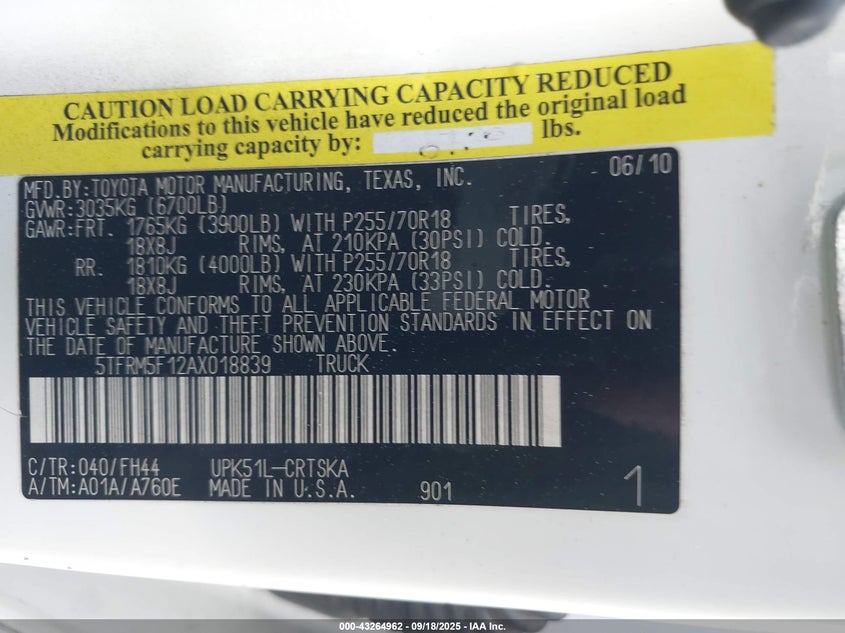 CAUTION LOAD CARRYING CAPACITY REDUCED
Modifications to this vehicle have reduced the original load
carrying capacity by: lbs.
MFD.BY:TOYOTA MOTOR MANUFACTURING, TEXAS, INC. 06/10
GVWR:3035KG (6700LB)
GAWR:FRT. 1765KG (3900LB) WITH P255/70R18 TIRES,
18X8J RIMS, AT 210KPA (30PSI) COLD.
RR. 1810KG (4000LB) WITH P255/70R18 TIRES,
18X8J RIMS, AT 230KPA (33PSI) COLD.
THIS VEHICLE CONFORMS TO ALL APPLICABLE FEDERAL MOTOR
VEHICLE SAFETY AND THEFT PREVENTION STANDARDS IN EFFECT ON
THE DATE OF MANUFACTURE SHOWN ABOVE.
5TFRM5F12AX018839 TRUCK
C/TR:040/FH44 UPK51L-CRTSKA
A/TM:A01A/A760E MADE IN U.S.A. 901 1
000-43264962 - 09/18/2025 - IAA Inc.